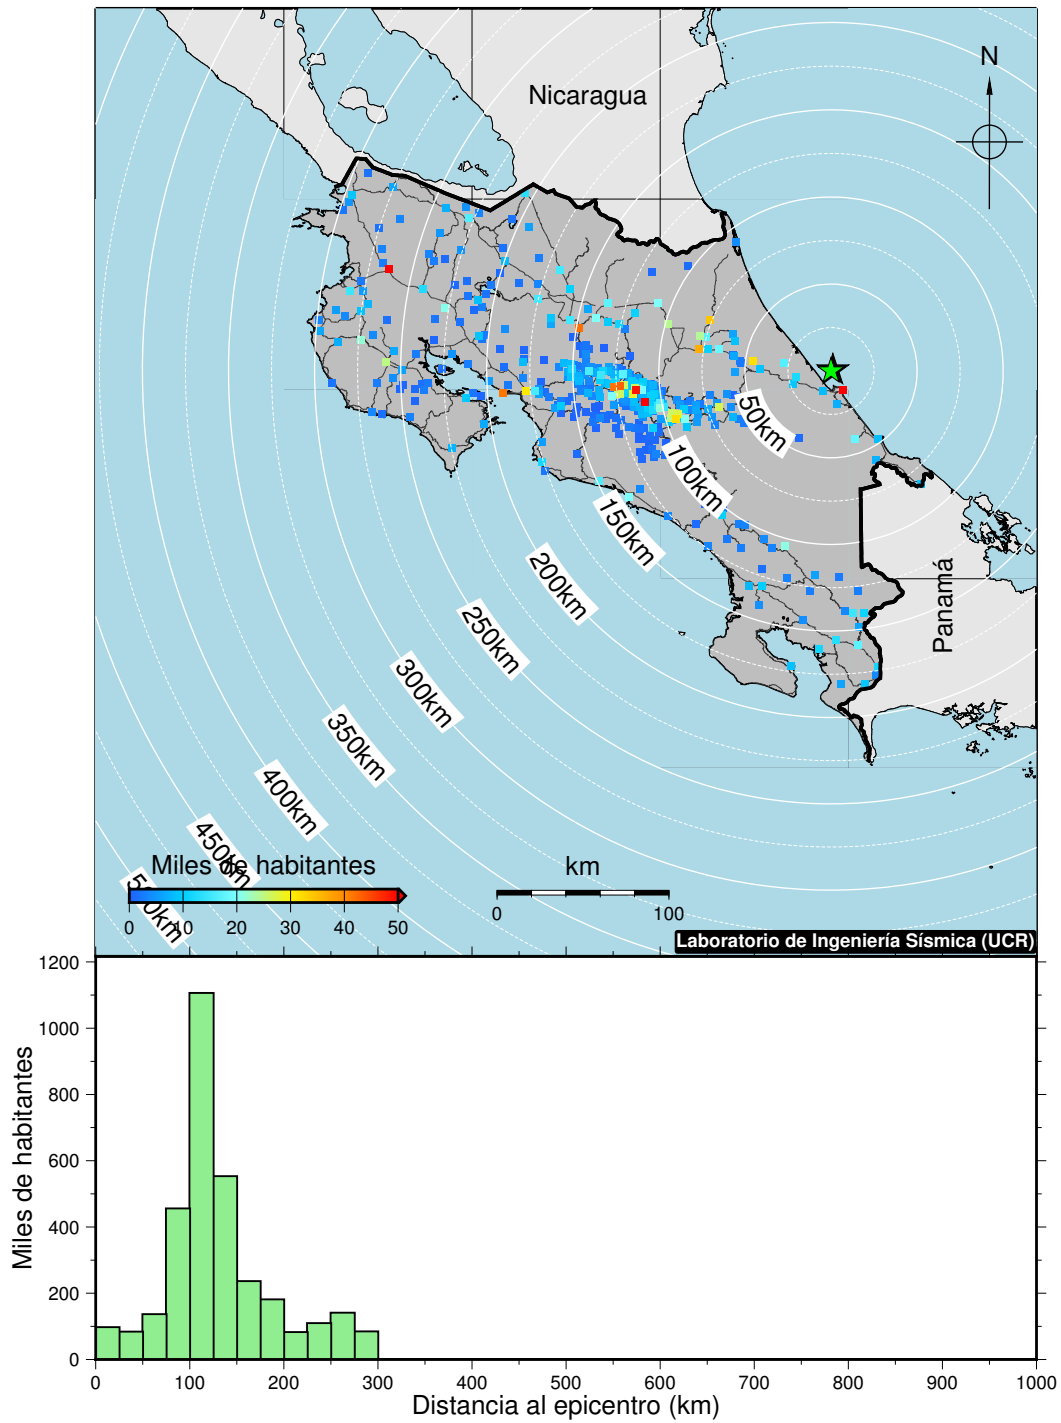 N
Nicaragua
50km
100km
150km
Panamá
200km
250km
300km
350km
400km
450km
500km
Miles de habitantes
0 10 20 30 40 50
km
0 100
Laboratorio de Ingeniería Sísmica (UCR)
1200
1000
800
600
400
200
0
Miles de habitantes
0 100 200 300 400 500 600 700 800 900 1000
Distancia al epicentro (km)